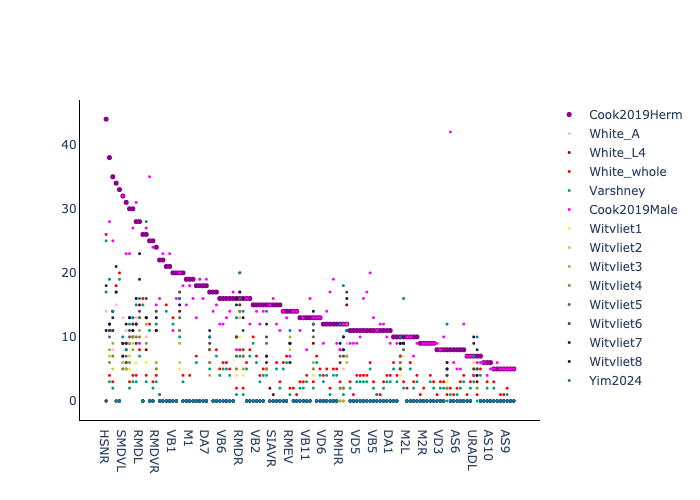 40
30
20
10
0
HSNR
SMDVL
RMDL
RMDVR
VB1
M1
DA7
VB6
RMDR
VB2
SIAVR
RMEV
VB11
VD6
RMHR
VD5
VB5
DA1
M2L
M2R
VD3
AS6
URADL
AS10
AS9
Cook2019Herm
White_A
White_L4
White_whole
Varshney
Cook2019Male
Witvliet1
Witvliet2
Witvliet3
Witvliet4
Witvliet5
Witvliet6
Witvliet7
Witvliet8
Yim2024